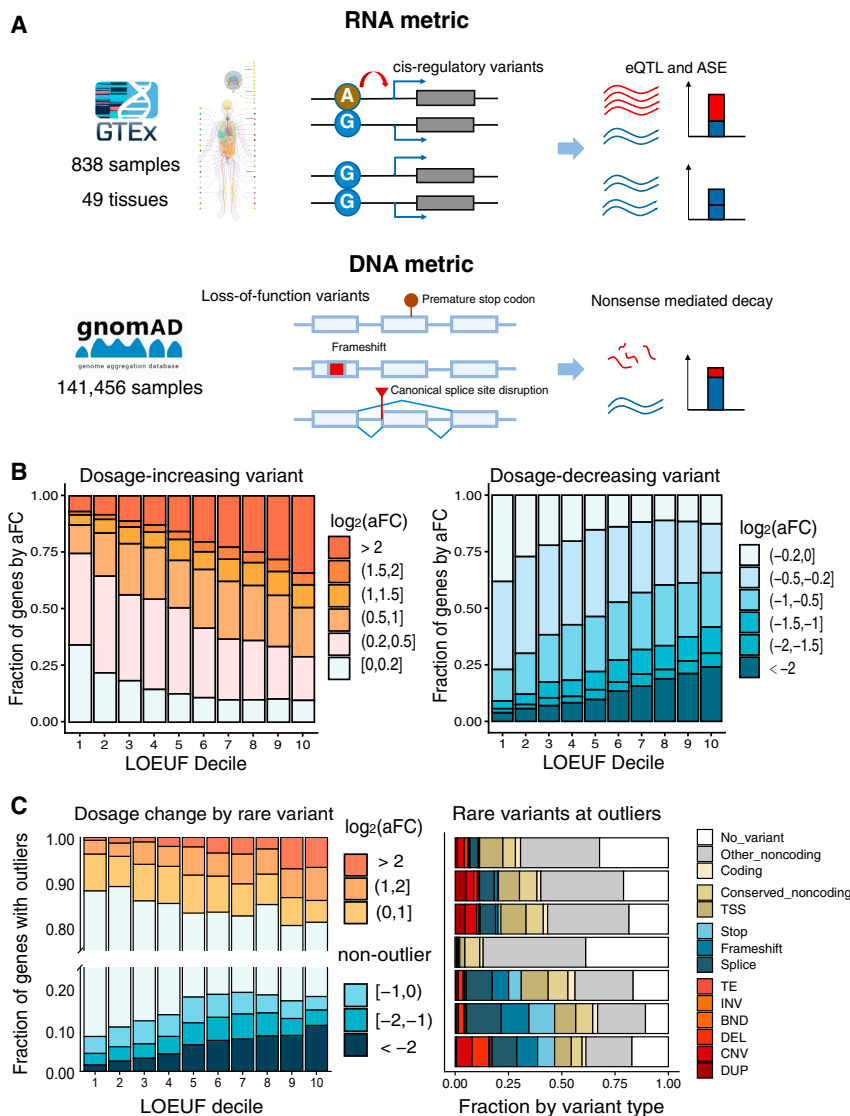 A
RNA metric
cis-regulatory variants
eQTL and ASE
A
G
G
G
GTEx
838 samples
49 tissues
DNA metric
Loss-of-function variants
Premature stop codon
Nonsense mediated decay
gnomAD
genome aggregation database
141,456 samples
Frameshift
Canonical splice site disruption
B
Dosage-increasing variant
Fraction of genes by aFC
1.00
0.75
0.50
0.25
0.00
1 2 3 4 5 6 7 8 9 10
LOEUF Decile
log2(aFC)
> 2
(1.5,2]
(1,1.5]
(0.5,1]
(0.2,0.5]
[0,0.2]
Dosage-decreasing variant
Fraction of genes by aFC
1.00
0.75
0.50
0.25
0.00
1 2 3 4 5 6 7 8 9 10
LOEUF Decile
log2(aFC)
(−0.2,0]
(−0.5,−0.2]
(−1,−0.5]
(−1.5,−1]
(−2,−1.5]
< −2
C
Dosage change by rare variant
Fraction of genes with outliers
1.00
0.90
0.80
0.20
0.10
0.00
1 2 3 4 5 6 7 8 9 10
LOEUF decile
log2(aFC)
> 2
(1,2]
(0,1]
non-outlier
[−1,0)
[−2,−1)
< −2
Rare variants at outliers
0.00 0.25 0.50 0.75 1.00
Fraction by variant type
No_variant
Other_noncoding
Coding
Conserved_noncoding
TSS
Stop
Frameshift
Splice
TE
INV
BND
DEL
CNV
DUP